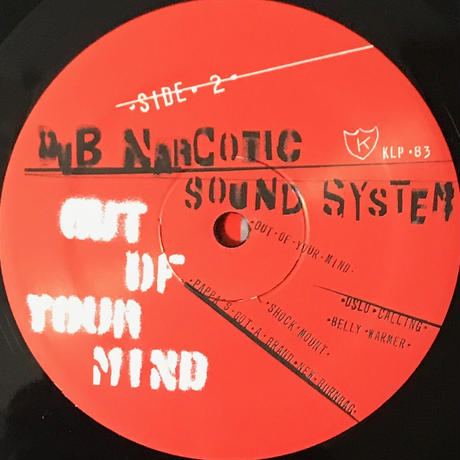 ·SIDE· 2·
DUB NARCOTIC
SOUND SYSTEM
K
KLP·83
OUT
OF
YOUR
MIND
·OUT·OF·YOUR·MIND·
·OSLO·CALLING·
·BELLY·WARMER·
·SHOCK·MOUNT·
·PAPPA'S·GOT·A·BRAND·NEW·DURNBAG·